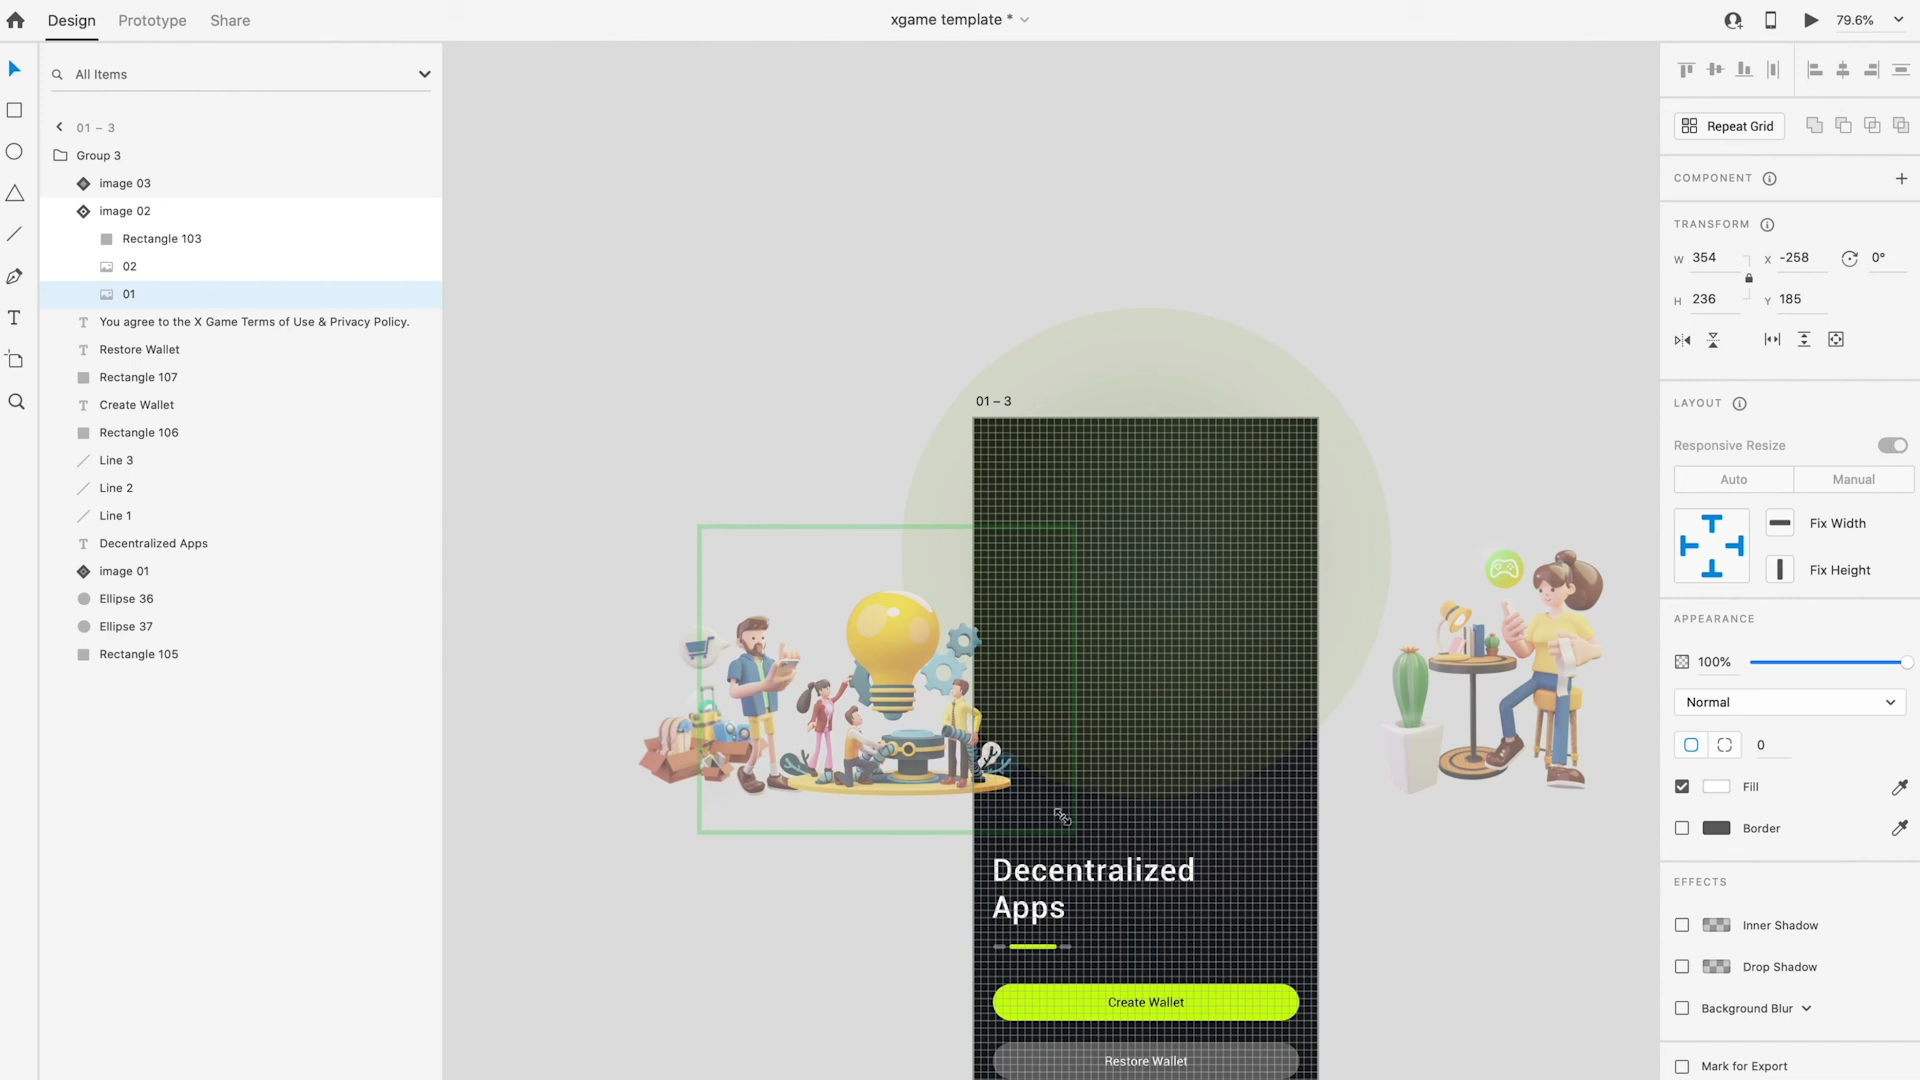 Design Prototype Share
xgame template *
79.6%
All Items
01 – 3
Group 3
image 03
image 02
Rectangle 103
02
01
You agree to the X Game Terms of Use & Privacy Policy.
Restore Wallet
Rectangle 107
Create Wallet
Rectangle 106
Line 3
Line 2
Line 1
Decentralized Apps
image 01
Ellipse 36
Ellipse 37
Rectangle 105
01 – 3
Decentralized
Apps
Create Wallet
Restore Wallet
Repeat Grid
COMPONENT
TRANSFORM
W 354 X -258 0°
H 236 Y 185
LAYOUT
Responsive Resize
Auto Manual
Fix Width
Fix Height
APPEARANCE
100%
Normal
0
Fill
Border
EFFECTS
Inner Shadow
Drop Shadow
Background Blur
Mark for Export